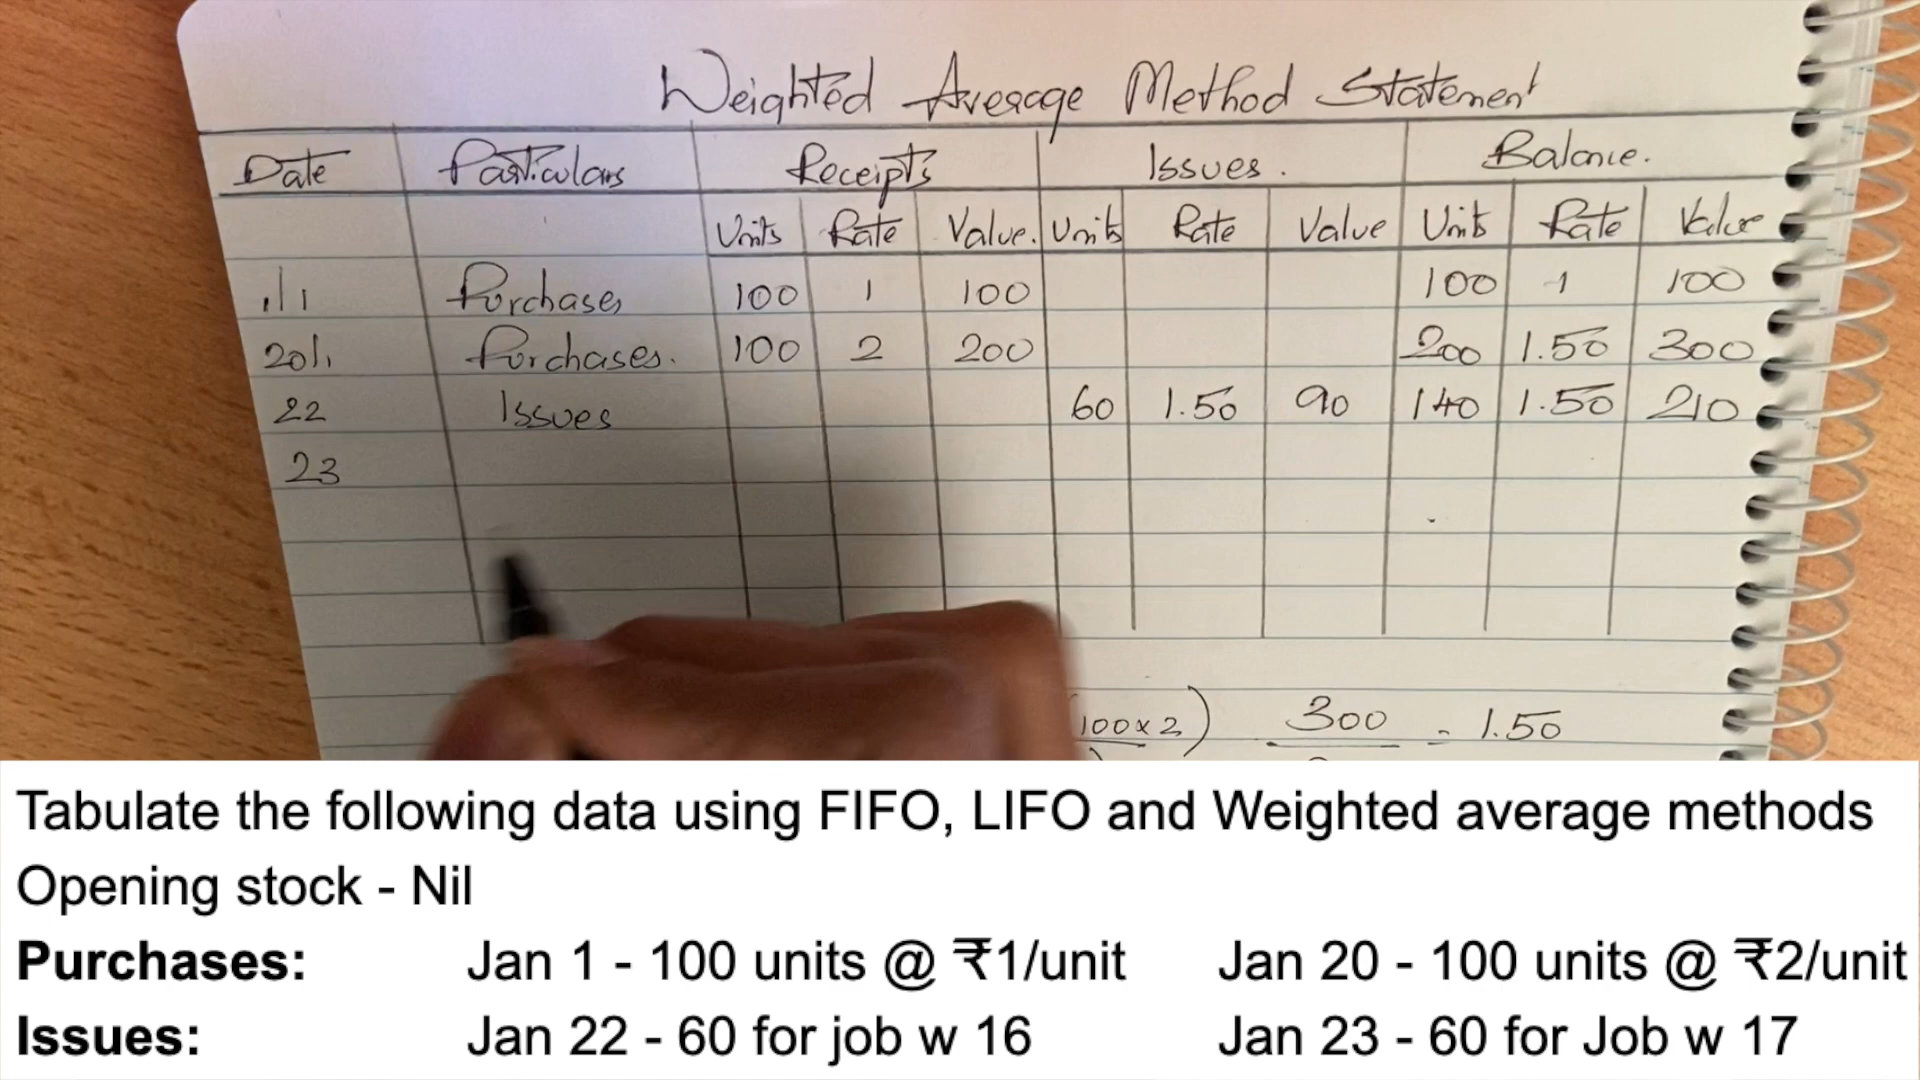 Weighted Average Method Statement
Date Particulars Receipts Issues. Balance.
Units Rate Value. Units Rate Value Units Rate Value
1/1 Purchases 100 1 100 100 1 100
20/1 Purchases. 100 2 200 200 1.50 300
22 Issues 60 1.50 90 140 1.50 210
23
100x2) 300 = 1.50
Tabulate the following data using FIFO, LIFO and Weighted average methods
Opening stock - Nil
Purchases: Jan 1 - 100 units @ ₹1/unit Jan 20 - 100 units @ ₹2/unit
Issues: Jan 22 - 60 for job w 16 Jan 23 - 60 for Job w 17